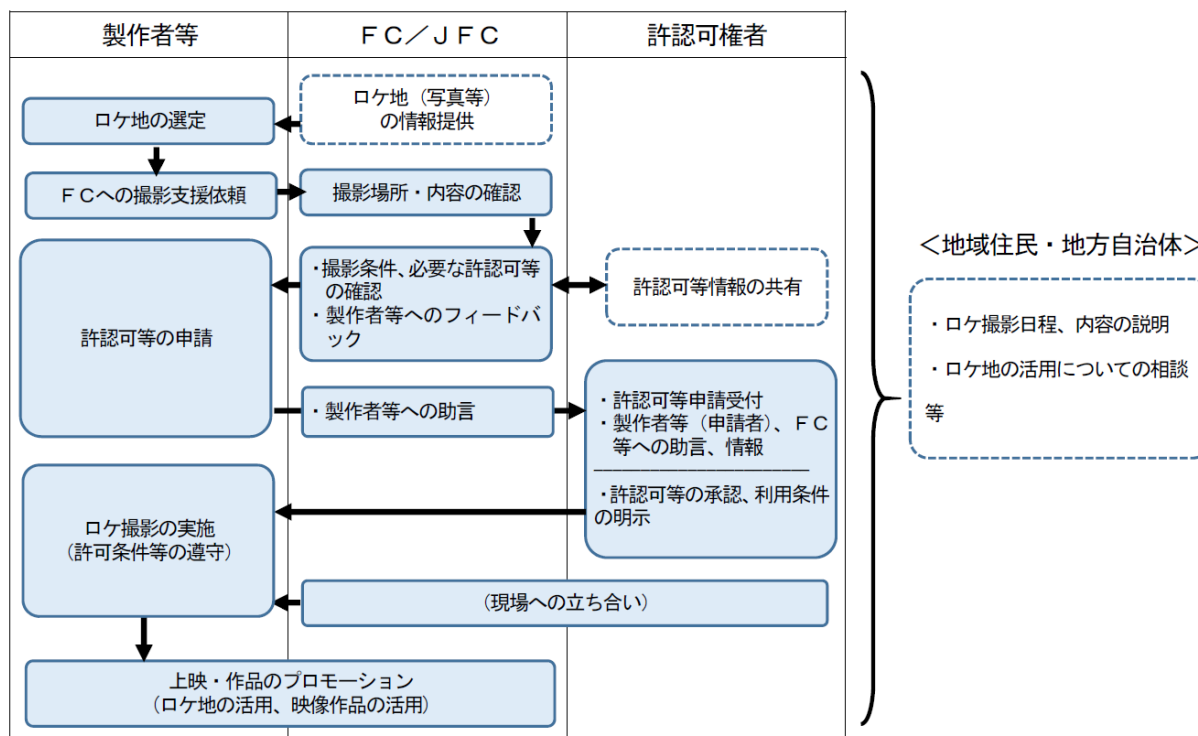 製作者等
ＦＣ／ＪＦＣ
許認可権者
ロケ地（写真等）
の情報提供
ロケ地の選定
ＦＣへの撮影支援依頼
撮影場所・内容の確認
許認可等の申請
・撮影条件、必要な許認可等
の確認
・製作者等へのフィードバ
ック
許認可等情報の共有
・製作者等への助言
・許認可等申請受付
・製作者等（申請者）、ＦＣ
等への助言、情報
・許認可等の承認、利用条件
の明示
ロケ撮影の実施
(許可条件等の遵守)
(現場への立ち合い)
上映・作品のプロモーション
(ロケ地の活用、映像作品の活用)
＜地域住民・地方自治体＞
・ロケ撮影日程、内容の説明
・ロケ地の活用についての相談
等